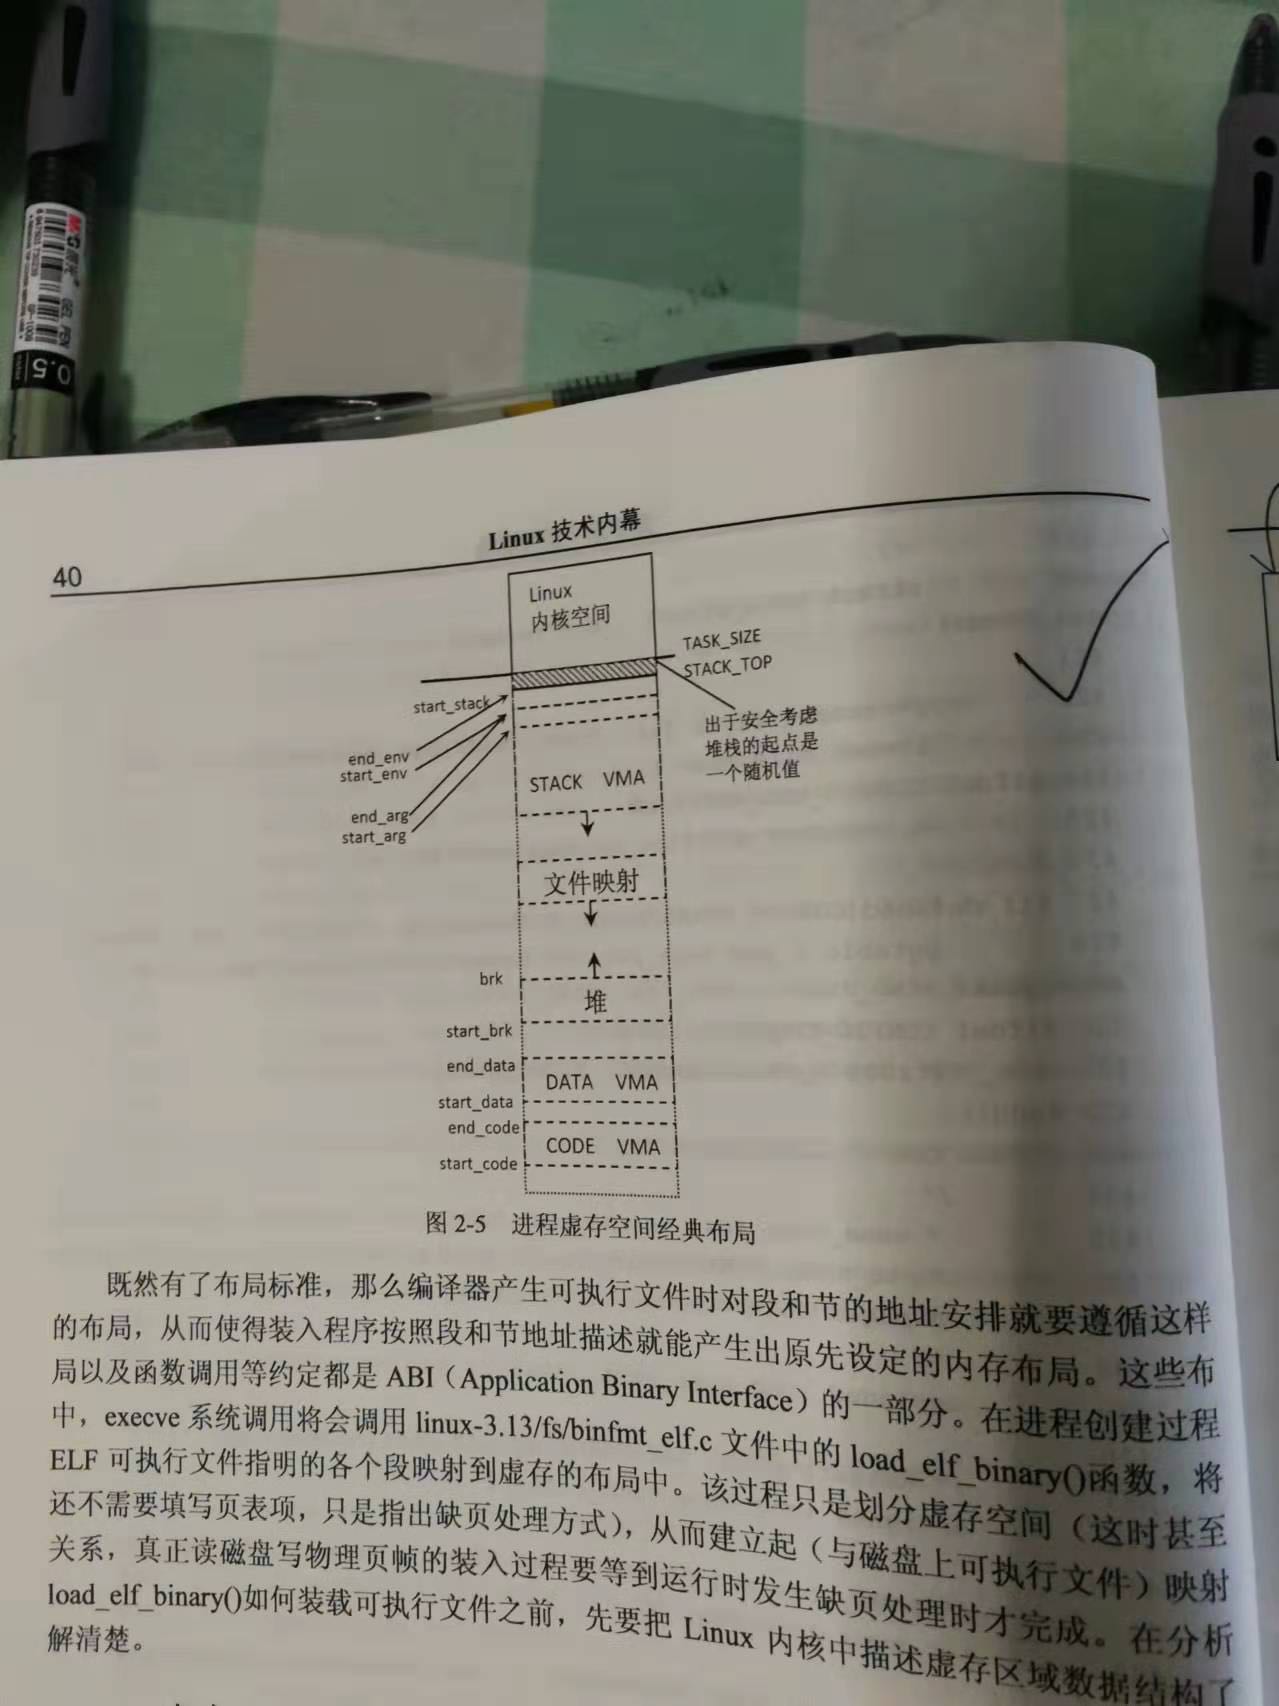 M&G晨光
GEL PEN
GP-1008
0.5
Linux 技术内幕
40
Linux
内核空间
TASK_SIZE
STACK_TOP
start_stack
出于安全考虑
堆栈的起点是
一个随机值
end_env
start_env
STACK VMA
end_arg
start_arg
文件映射
brk
堆
start_brk
end_data
DATA VMA
start_data
end_code
CODE VMA
start_code
图 2-5 进程虚存空间经典布局
既然有了布局标准，那么编译器产生可执行文件时对段和节的地址安排就要遵循这样
的布局，从而使得装入程序按照段和节地址描述就能产生出原先设定的内存布局。这些布
局以及函数调用等约定都是 ABI（Application Binary Interface）的一部分。在进程创建过程
中，execve 系统调用将会调用 linux-3.13/fs/binfmt_elf.c 文件中的 load_elf_binary()函数，将
ELF 可执行文件指明的各个段映射到虚存的布局中。该过程只是划分虚存空间（这时甚至
还不需要填写页表项，只是指出缺页处理方式），从而建立起（与磁盘上可执行文件）映射
关系，真正读磁盘写物理页帧的装入过程要等到运行时发生缺页处理时才完成。在分析
load_elf_binary()如何装载可执行文件之前，先要把 Linux 内核中描述虚存区域数据结构了
解清楚。